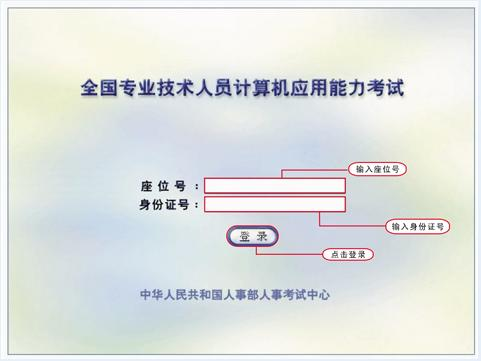 全国专业技术人员计算机应用能力考试
输入座位号
座 位 号 :
身份证号:
输入身份证号
登 录
点击登录
中华人民共和国人事部人事考试中心